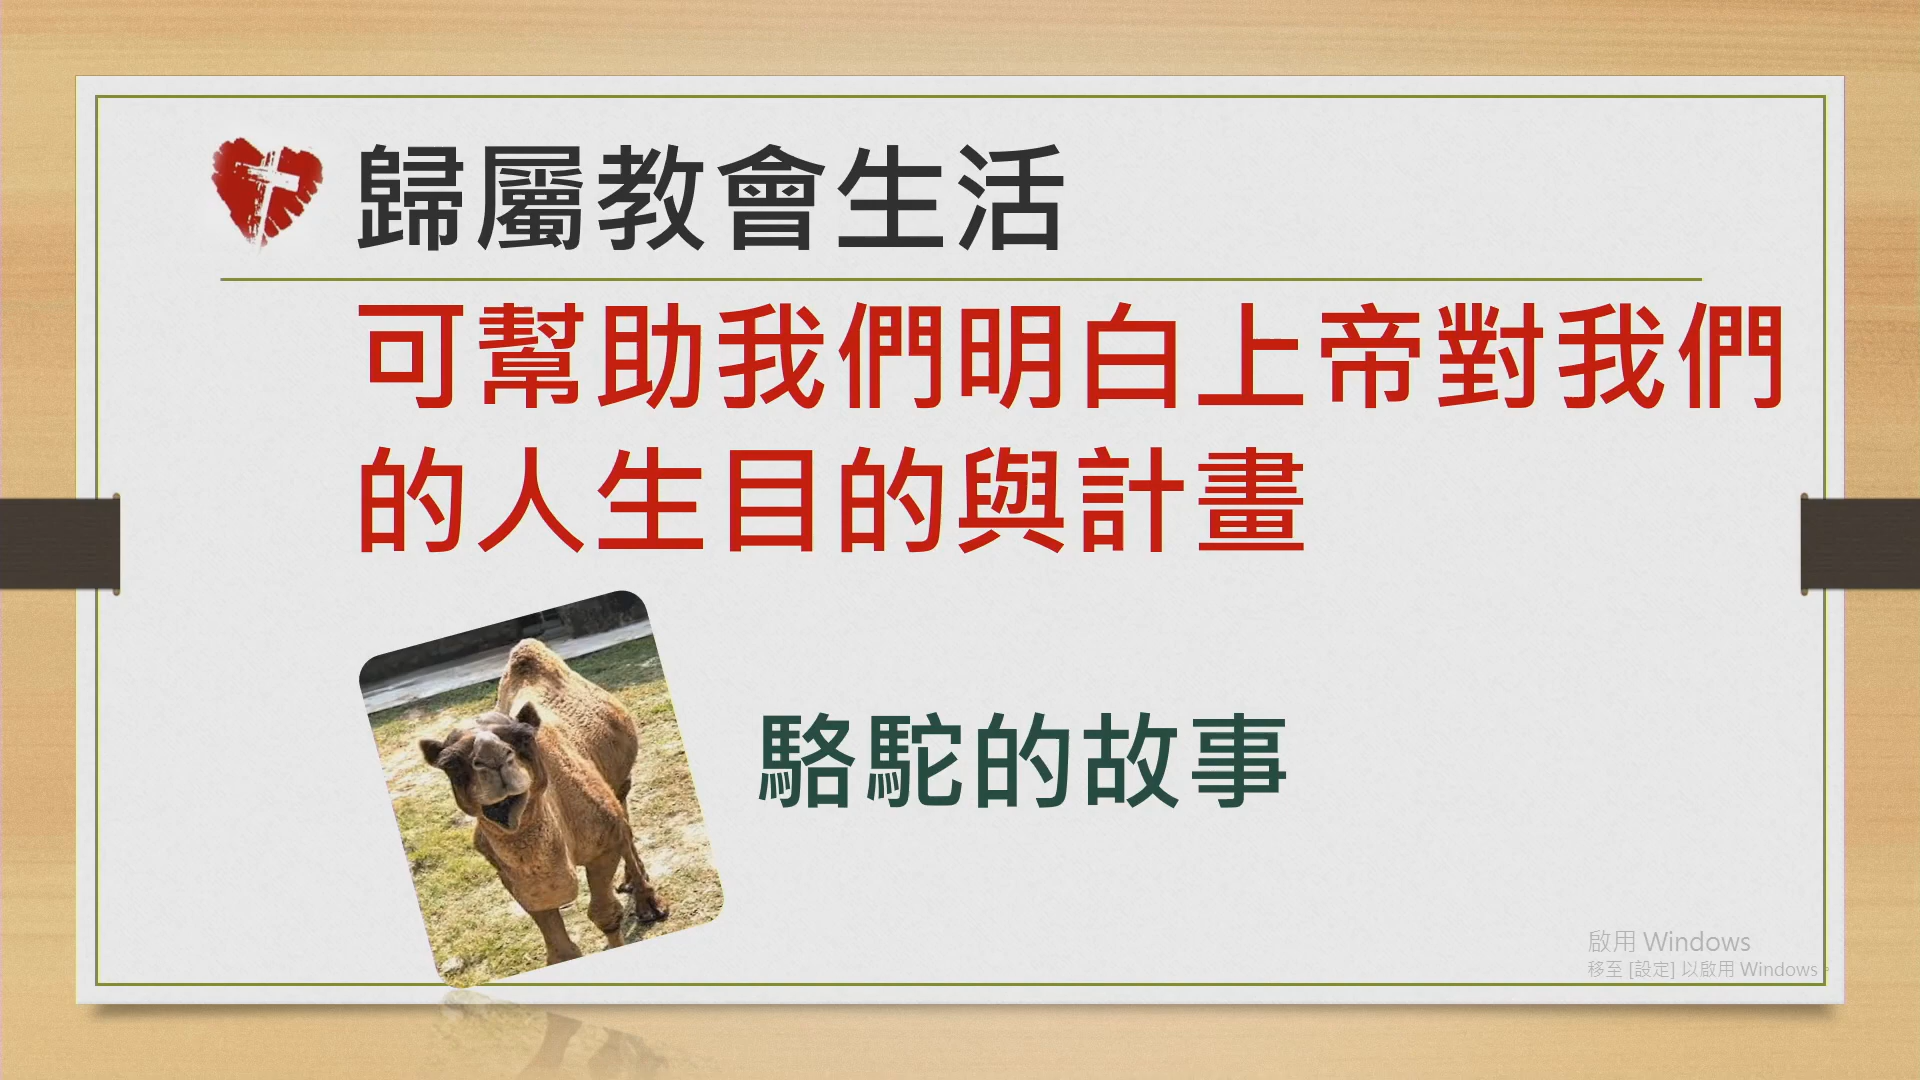 歸屬教會生活
可幫助我們明白上帝對我們
的人生目的與計畫
駱駝的故事
啟用 Windows
移至 [設定] 以啟用 Windows。